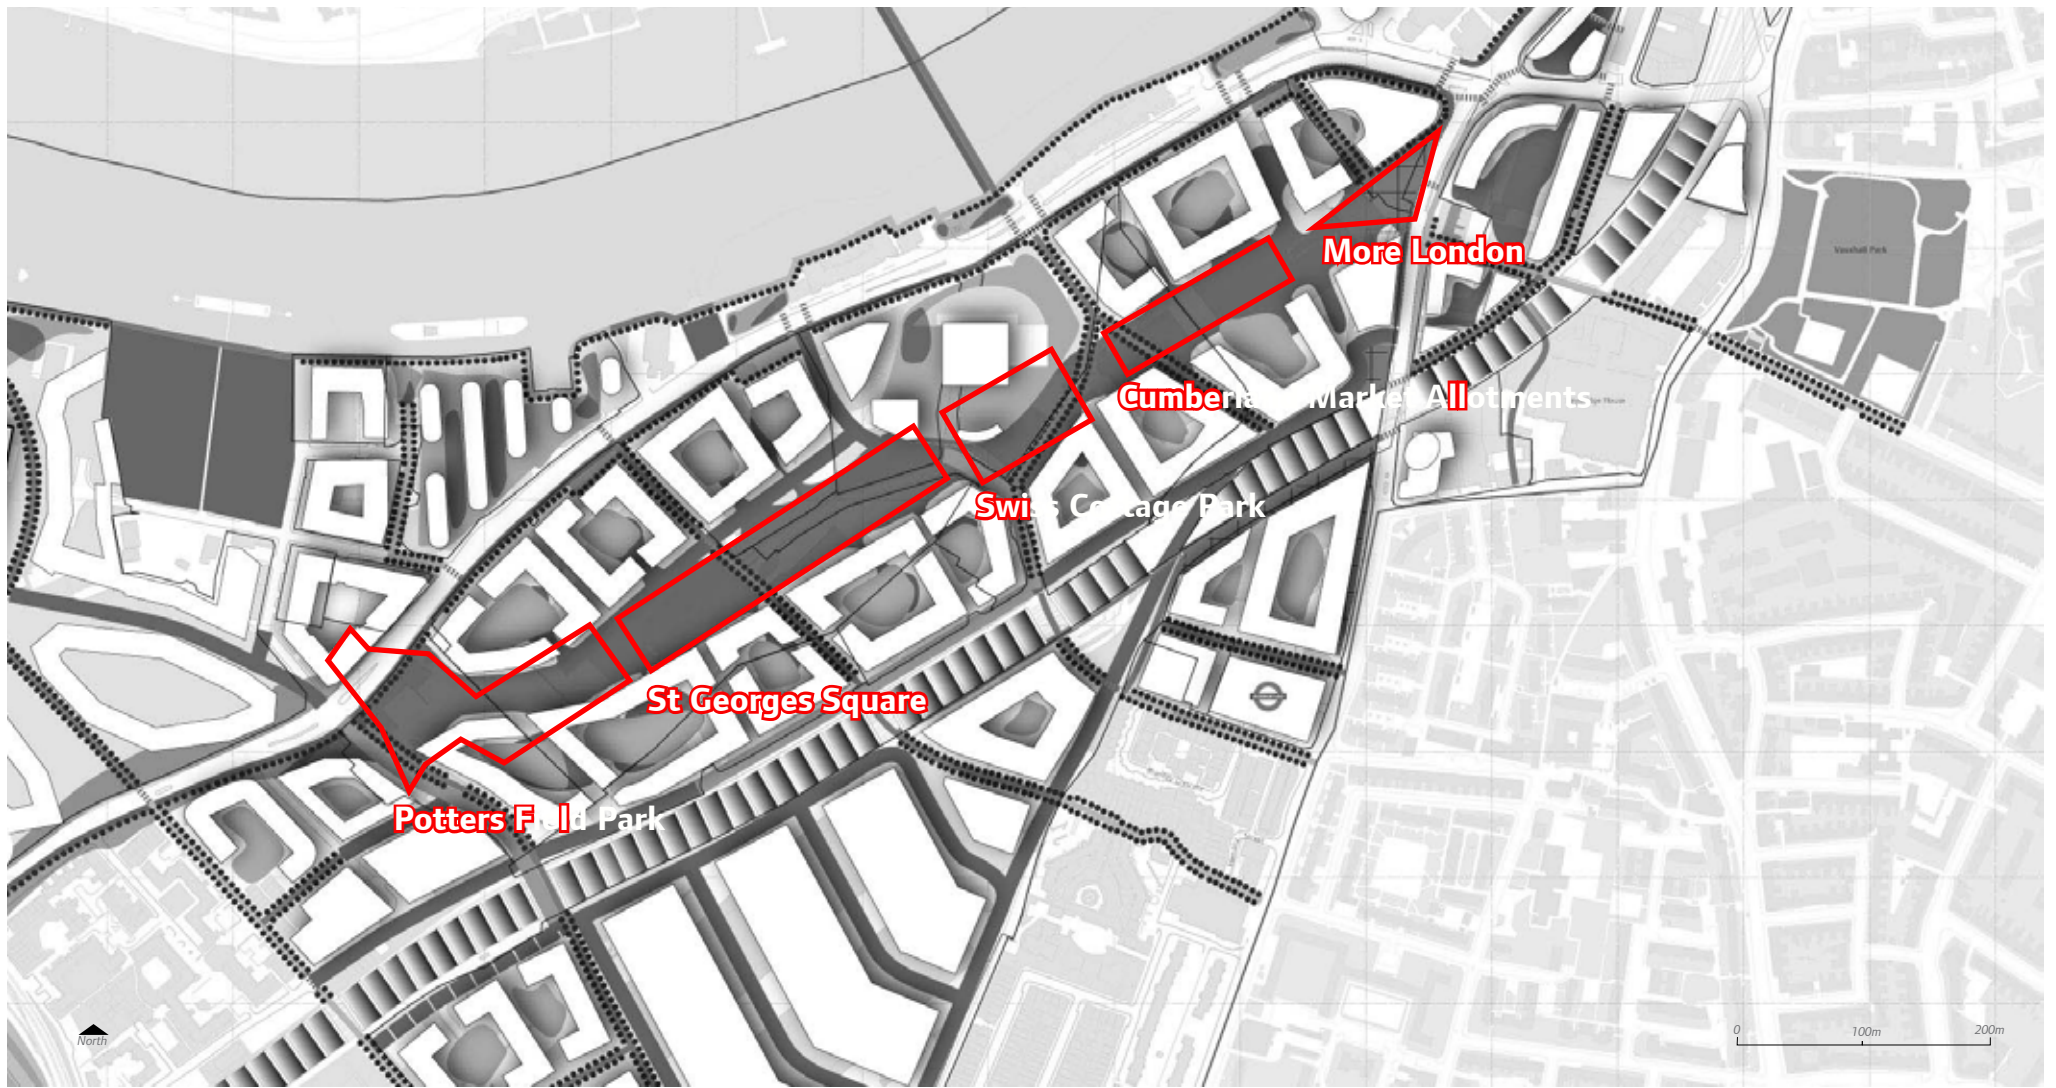 More London
Vauxhall Park
Cumberland Market Allotments
Swiss Cottage Park
St Georges Square
Potters Field Park
North
0 100m 200m